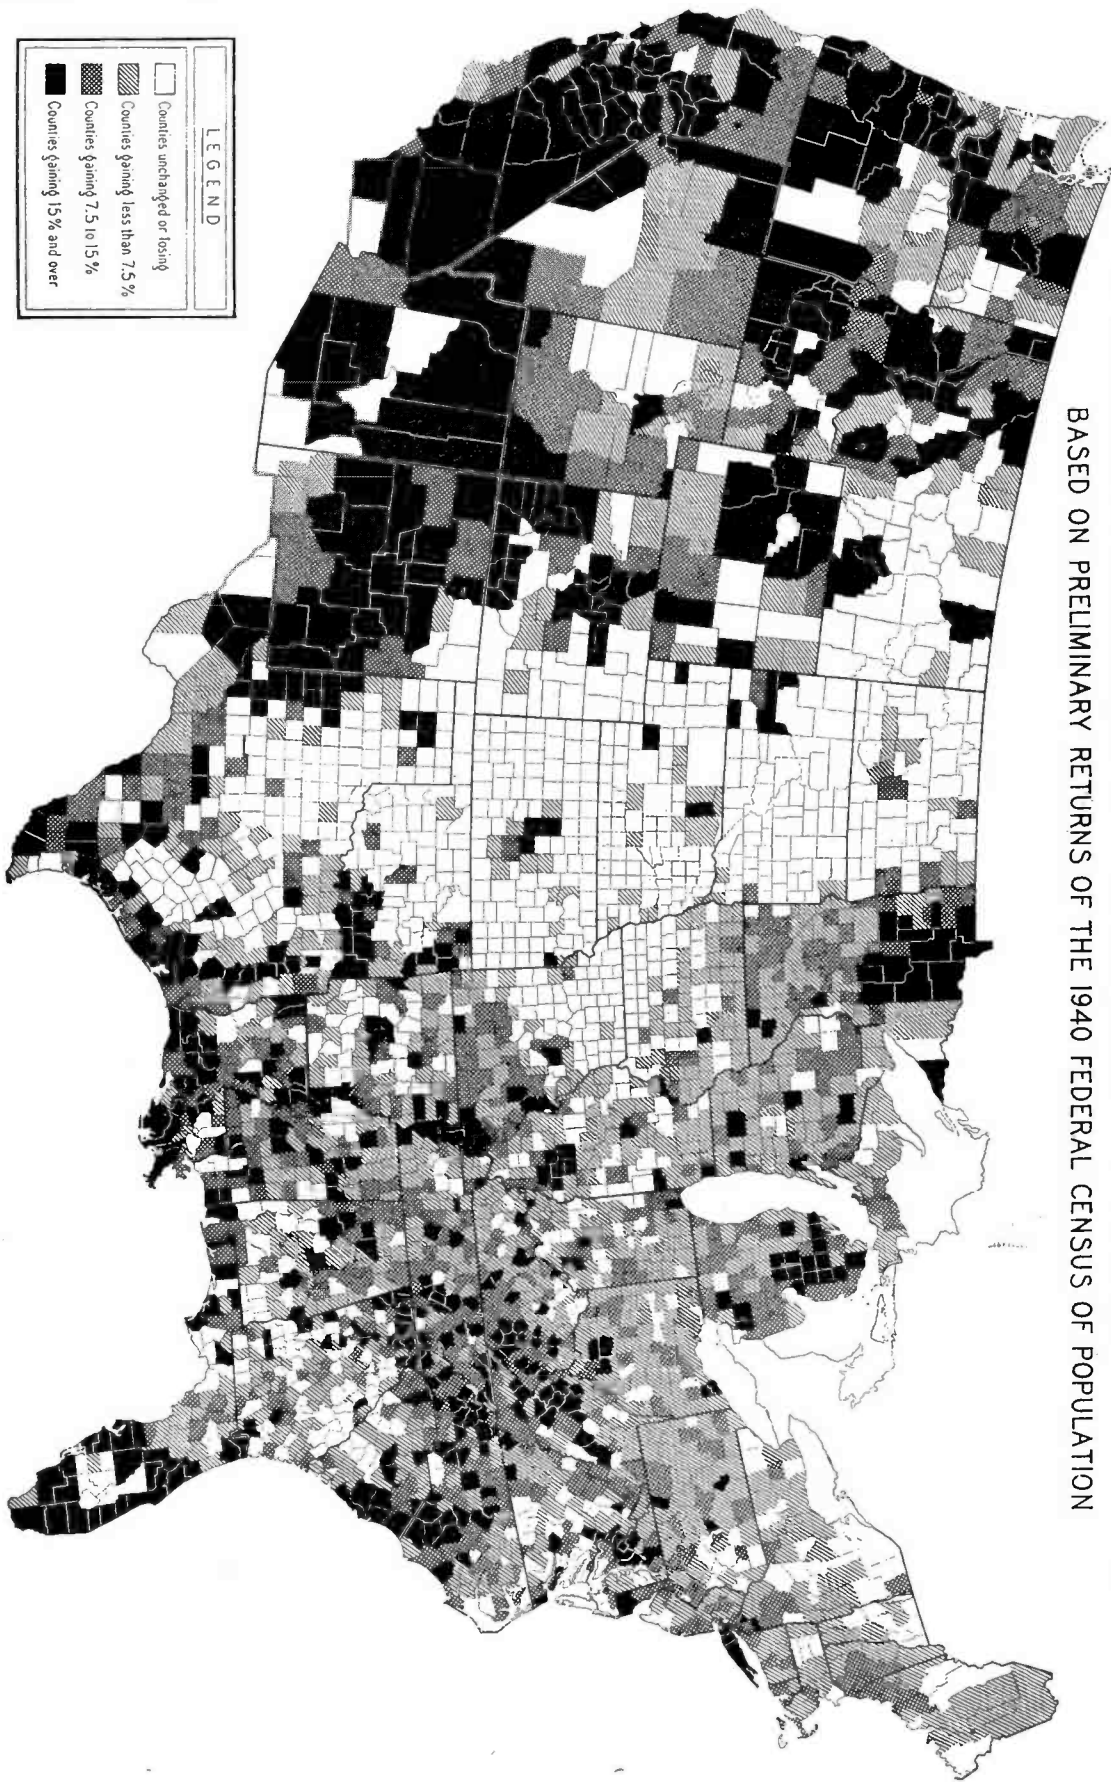 BASED ON PRELIMINARY RETURNS OF THE 1940 FEDERAL CENSUS OF POPULATION
LEGEND
Counties unchanged or losing
Counties gaining less than 7.5%
Counties gaining 7.5 to 15%
Counties gaining 15% and over